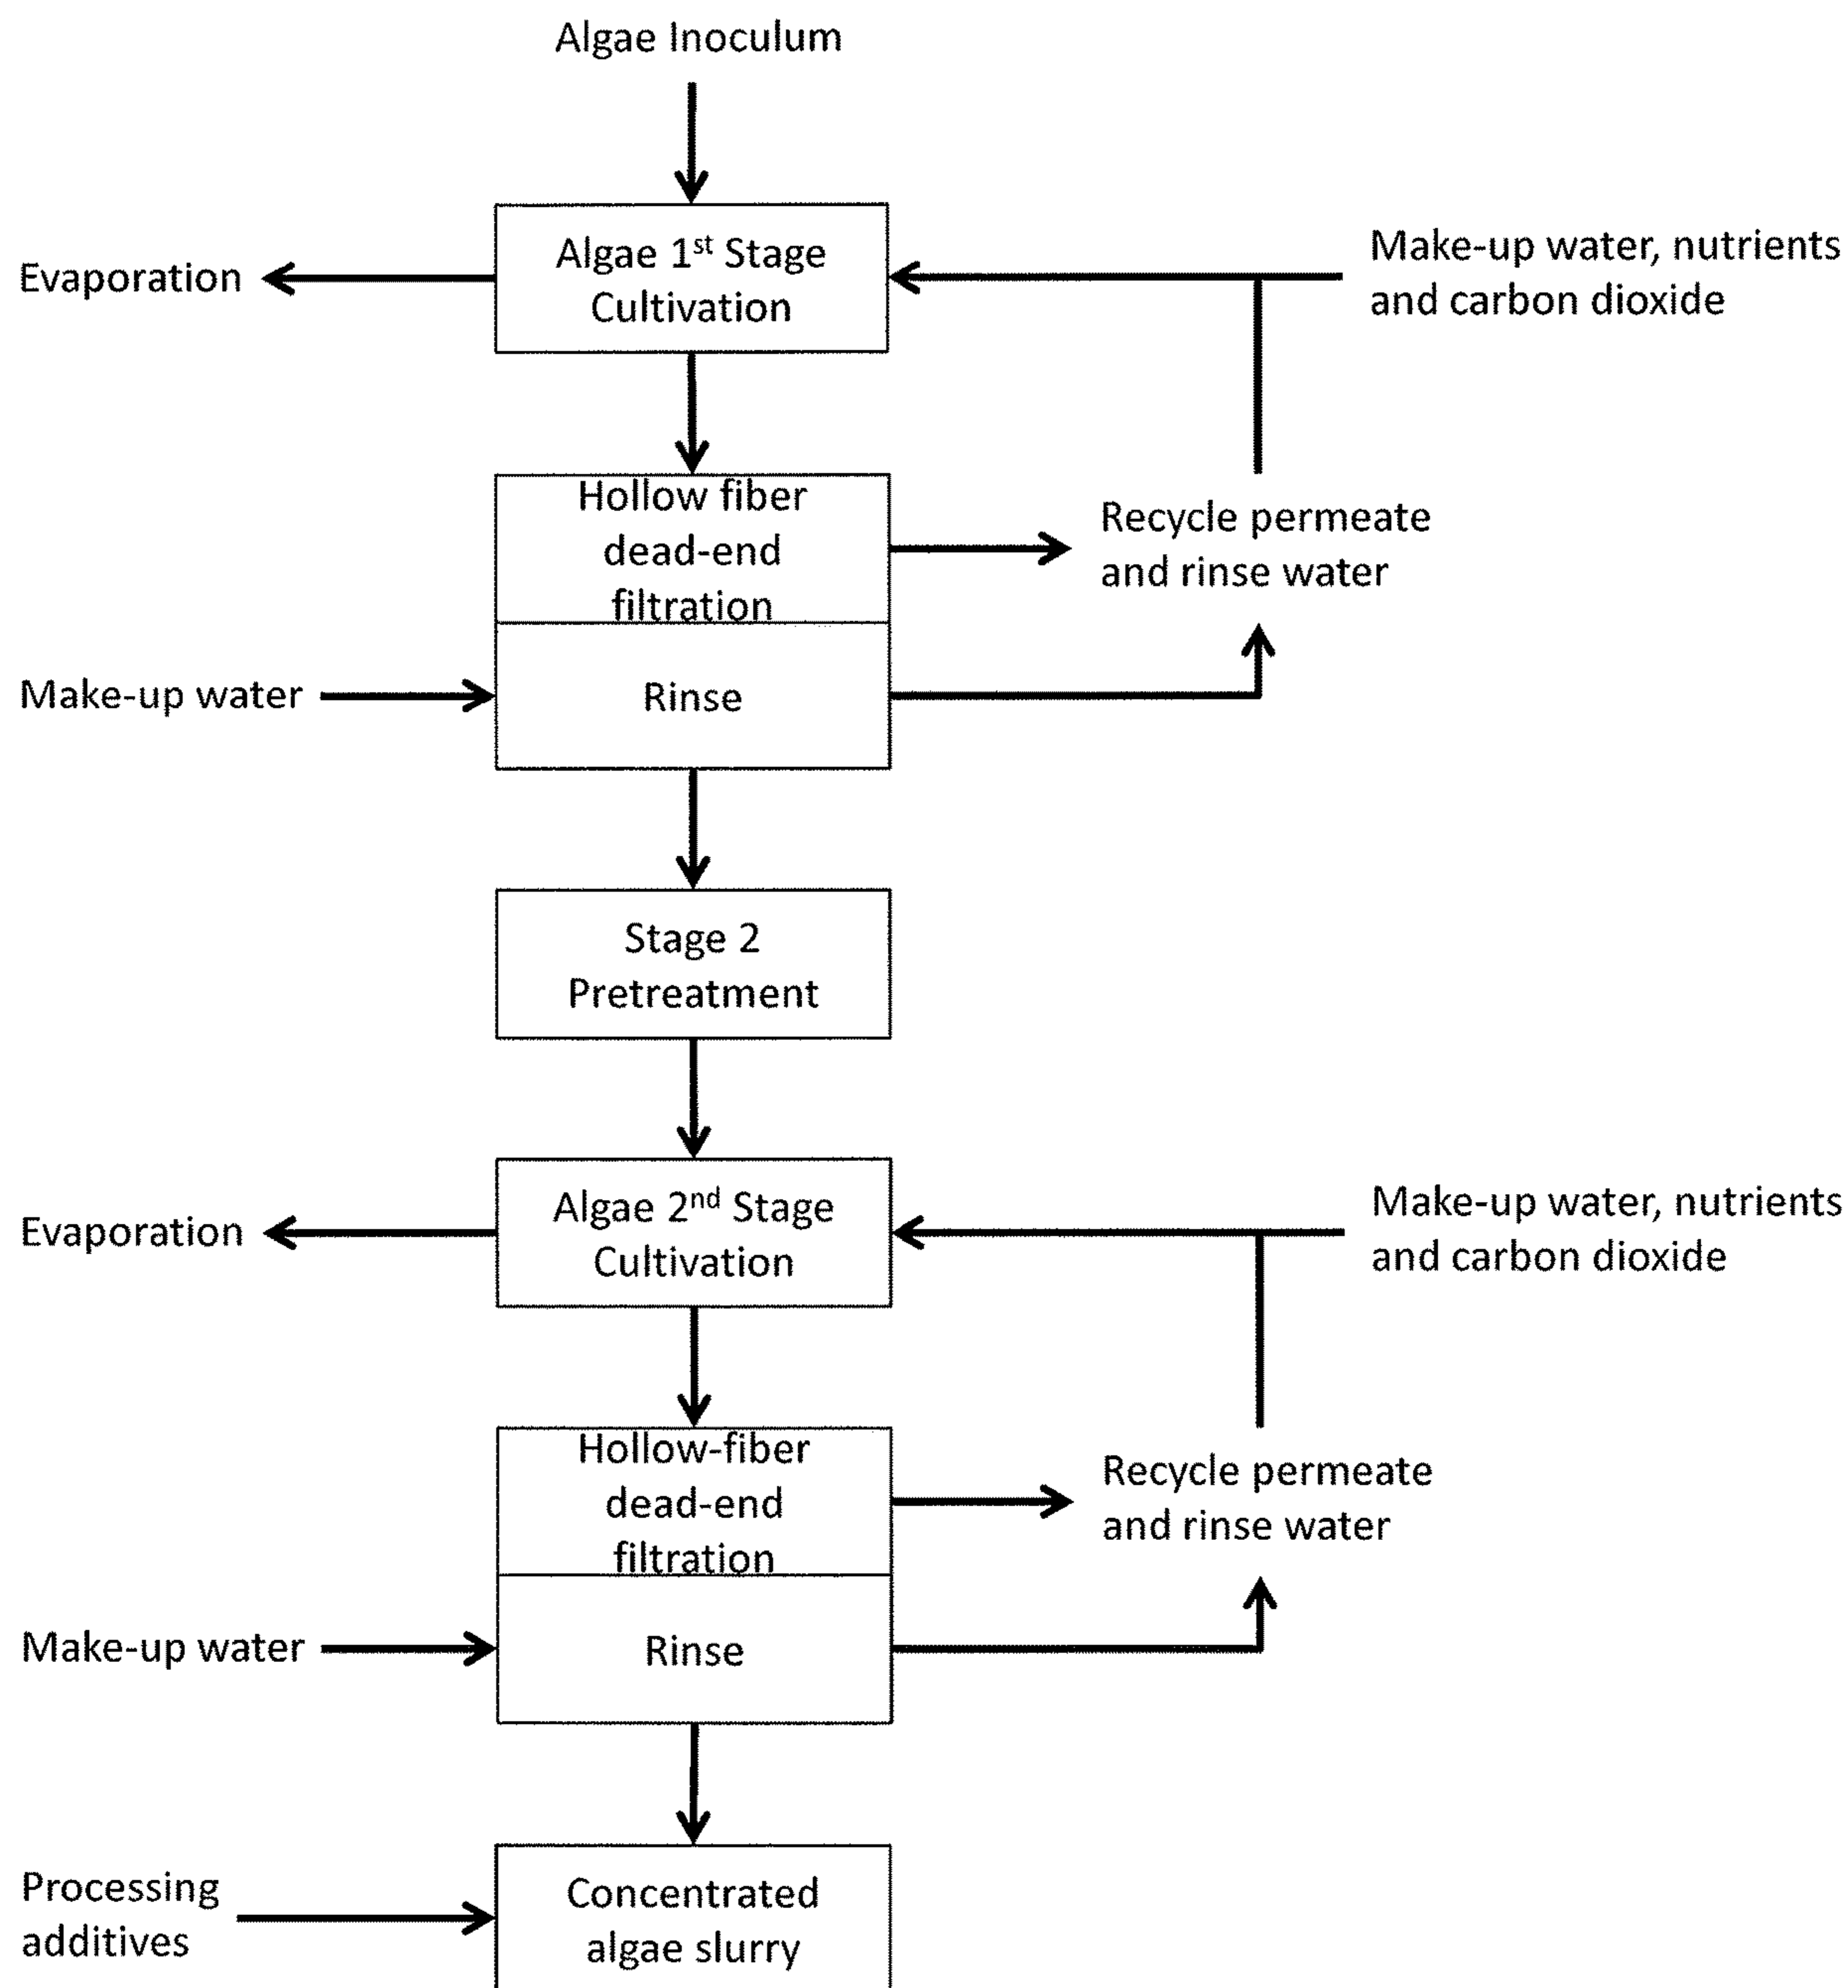 Algae Inoculum
Evaporation
Algae 1st Stage
Cultivation
Make-up water, nutrients
and carbon dioxide
Hollow fiber
dead-end
filtration
Recycle permeate
and rinse water
Make-up water
Rinse
Stage 2
Pretreatment
Evaporation
Algae 2nd Stage
Cultivation
Make-up water, nutrients
and carbon dioxide
Hollow-fiber
dead-end
filtration
Recycle permeate
and rinse water
Make-up water
Rinse
Processing
additives
Concentrated
algae slurry